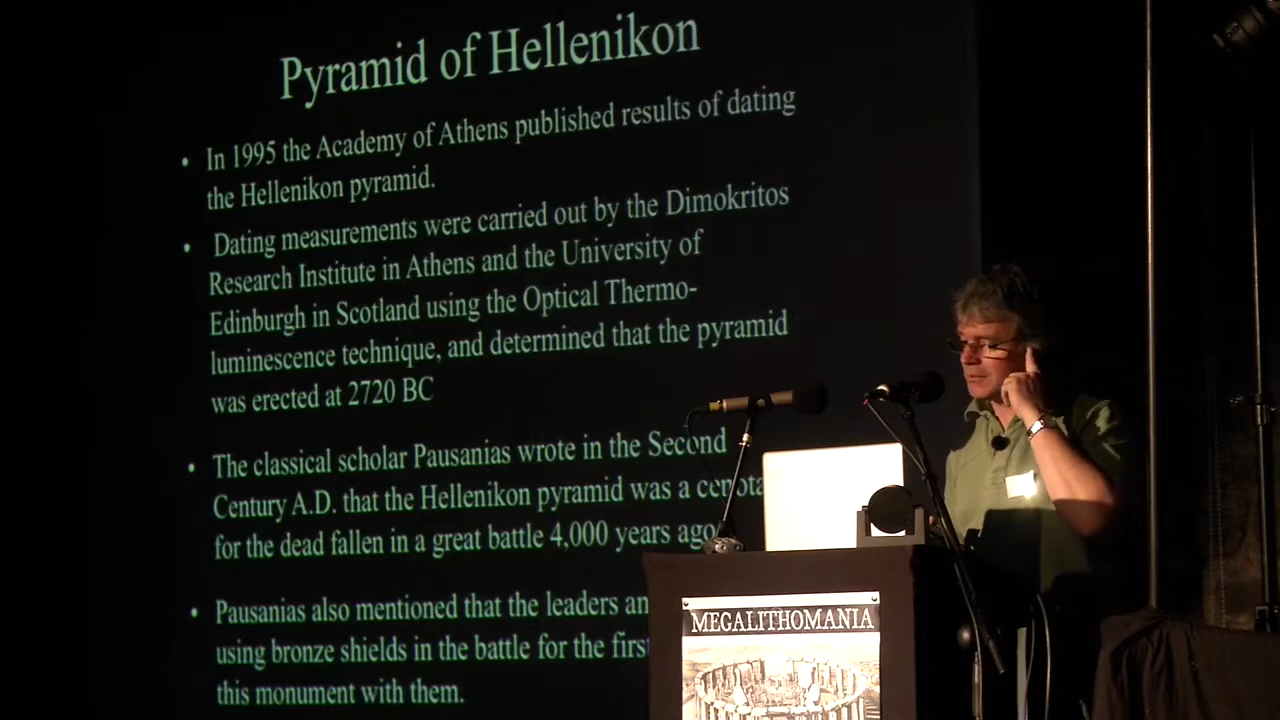 Pyramid of Hellenikon
• In 1995 the Academy of Athens published results of dating
the Hellenikon pyramid.
• Dating measurements were carried out by the Dimokritos
Research Institute in Athens and the University of
Edinburgh in Scotland using the Optical Thermo-
luminescence technique, and determined that the pyramid
was erected at 2720 BC
• The classical scholar Pausanias wrote in the Second
Century A.D. that the Hellenikon pyramid was a
for the dead fallen in a great battle 4,000 years ago
• Pausanias also mentioned that the leaders
using bronze shields in the battle for the
this monument with them.
MEGALITHOMANIA